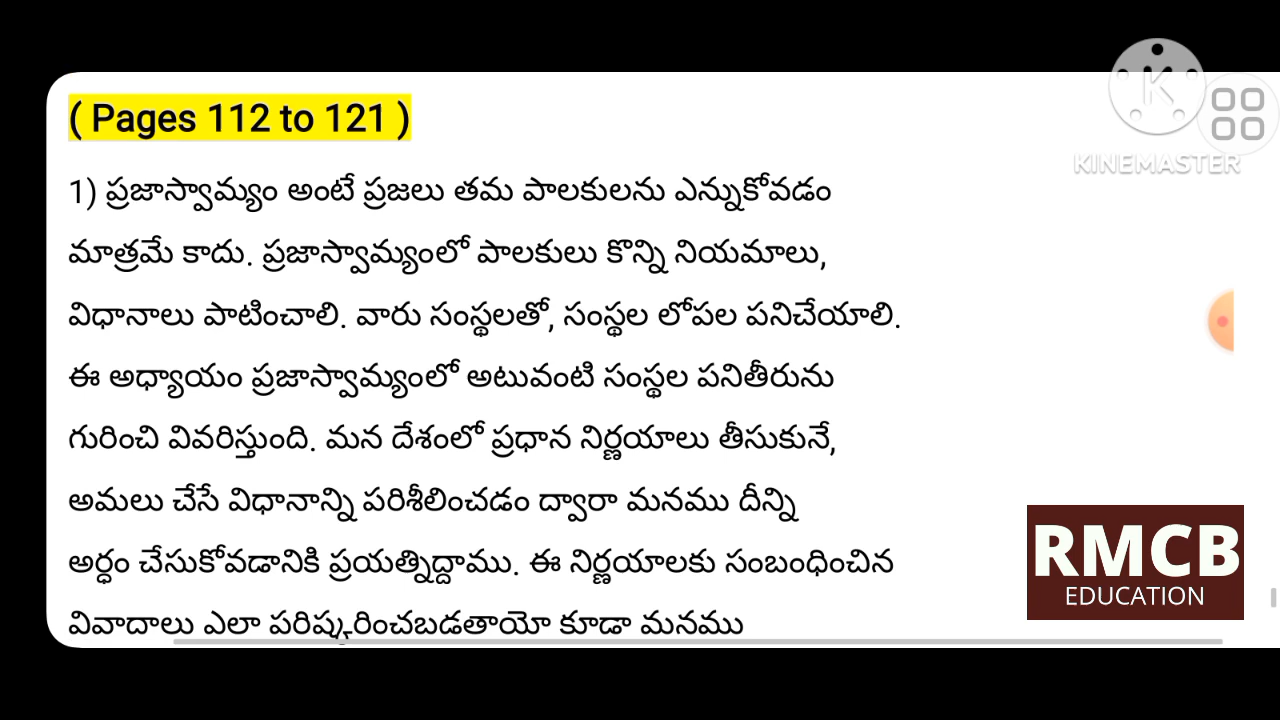 ( Pages 112 to 121 )
KINEMASTER
1) ప్రజాస్వామ్యం అంటే ప్రజలు తమ పాలకులను ఎన్నుకోవడం
మాత్రమే కాదు. ప్రజాస్వామ్యంలో పాలకులు కొన్ని నియమాలు,
విధానాలు పాటించాలి. వారు సంస్థలతో, సంస్థల లోపల పనిచేయాలి.
ఈ అధ్యాయం ప్రజాస్వామ్యంలో అటువంటి సంస్థల పనితీరును
గురించి వివరిస్తుంది. మన దేశంలో ప్రధాన నిర్ణయాలు తీసుకునే,
అమలు చేసే విధానాన్ని పరిశీలించడం ద్వారా మనము దీన్ని
అర్ధం చేసుకోవడానికి ప్రయత్నిద్దాము. ఈ నిర్ణయాలకు సంబంధించిన
వివాదాలు ఎలా పరిష్కరించబడతాయో కూడా మనము
RMCB
EDUCATION